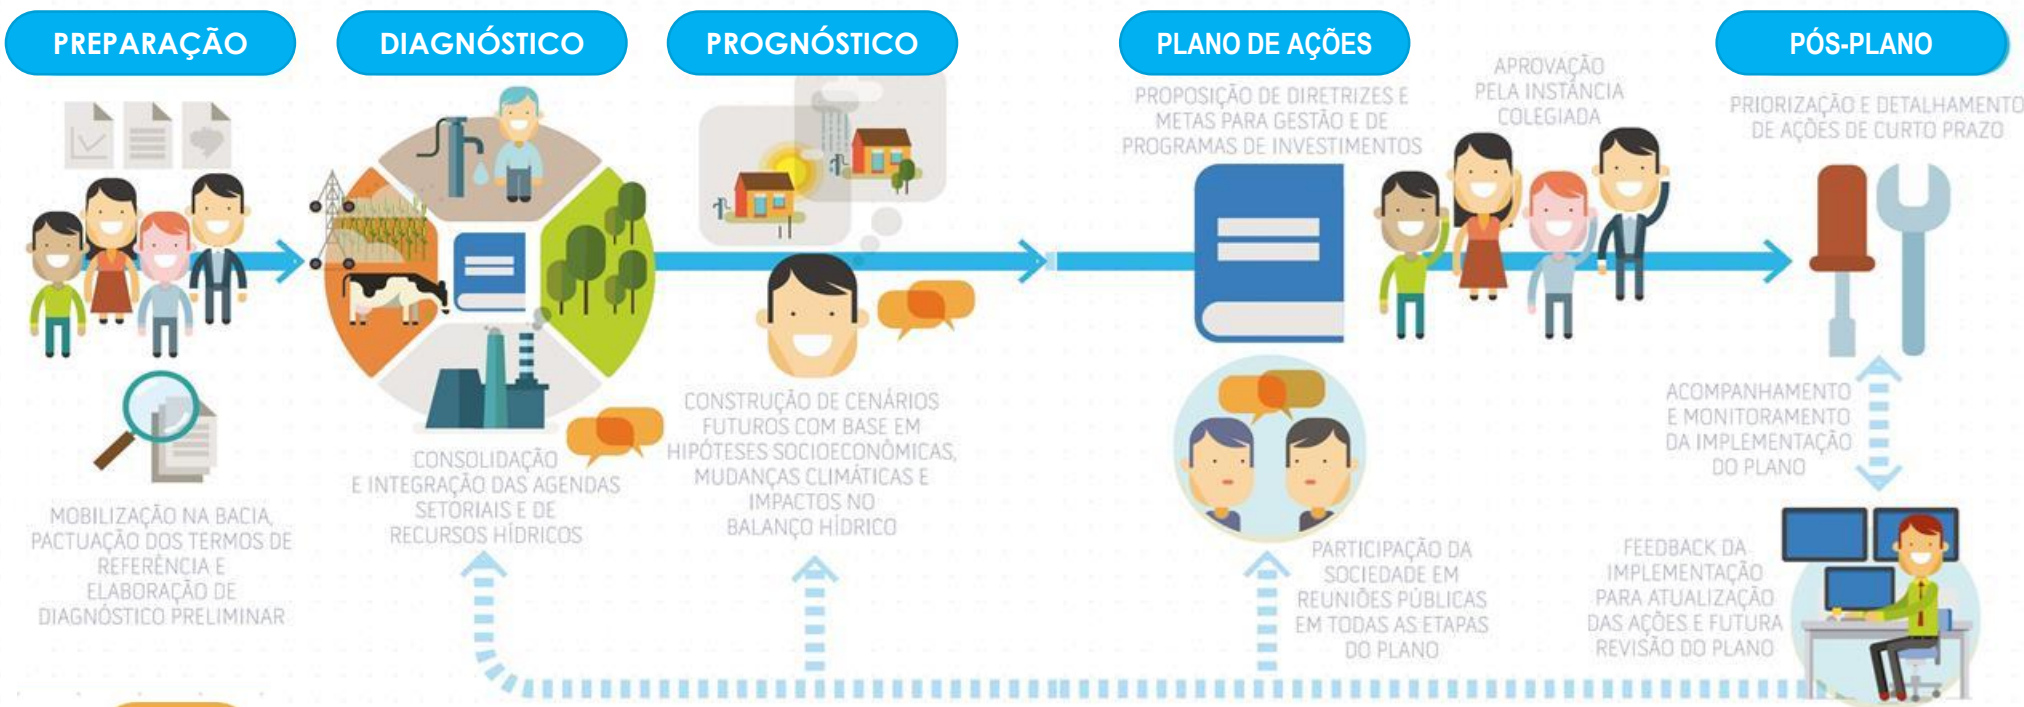 PREPARAÇÃO
MOBILIZAÇÃO NA BACIA,
PACTUAÇÃO DOS TERMOS DE
REFERÊNCIA E
ELABORAÇÃO DE
DIAGNÓSTICO PRELIMINAR
DIAGNÓSTICO
CONSOLIDAÇÃO
E INTEGRAÇÃO DAS AGENDAS
SETORIAIS E DE
RECURSOS HÍDRICOS
PROGNÓSTICO
CONSTRUÇÃO DE CENÁRIOS
FUTUROS COM BASE EM
HIPÓTESES SOCIOECONÔMICAS,
MUDANÇAS CLIMÁTICAS E
IMPACTOS NO
BALANÇO HÍDRICO
PLANO DE AÇÕES
PROPOSIÇÃO DE DIRETRIZES E
METAS PARA GESTÃO E DE
PROGRAMAS DE INVESTIMENTOS
APROVAÇÃO
PELA INSTÂNCIA
COLEGIADA
PARTICIPAÇÃO DA
SOCIEDADE EM
REUNIÕES PÚBLICAS
EM TODAS AS ETAPAS
DO PLANO
PÓS-PLANO
PRIORIZAÇÃO E DETALHAMENTO
DE AÇÕES DE CURTO PRAZO
ACOMPANHAMENTO
E MONITORAMENTO
DA IMPLEMENTAÇÃO
DO PLANO
FEEDBACK DA
IMPLEMENTAÇÃO
PARA ATUALIZAÇÃO
DAS AÇÕES E FUTURA
REVISÃO DO PLANO